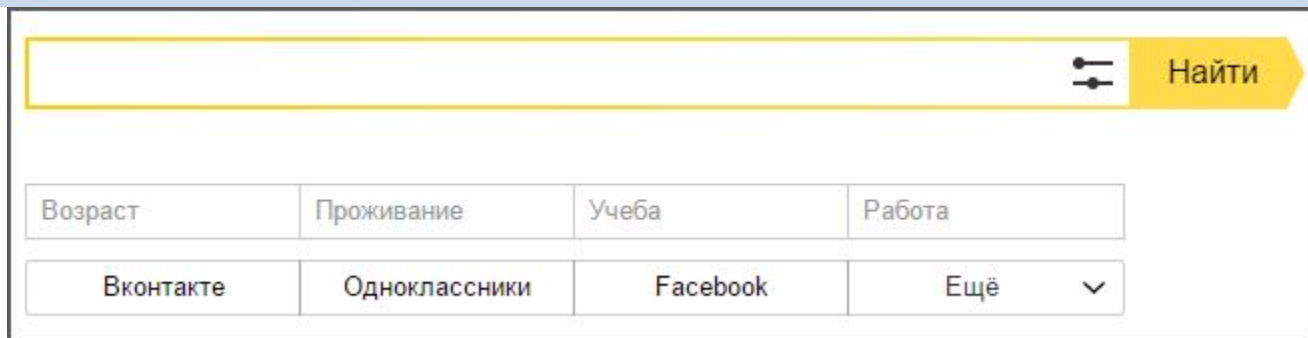 Найти
Возраст Проживание Учеба Работа
Вконтакте Одноклассники Facebook Ещё